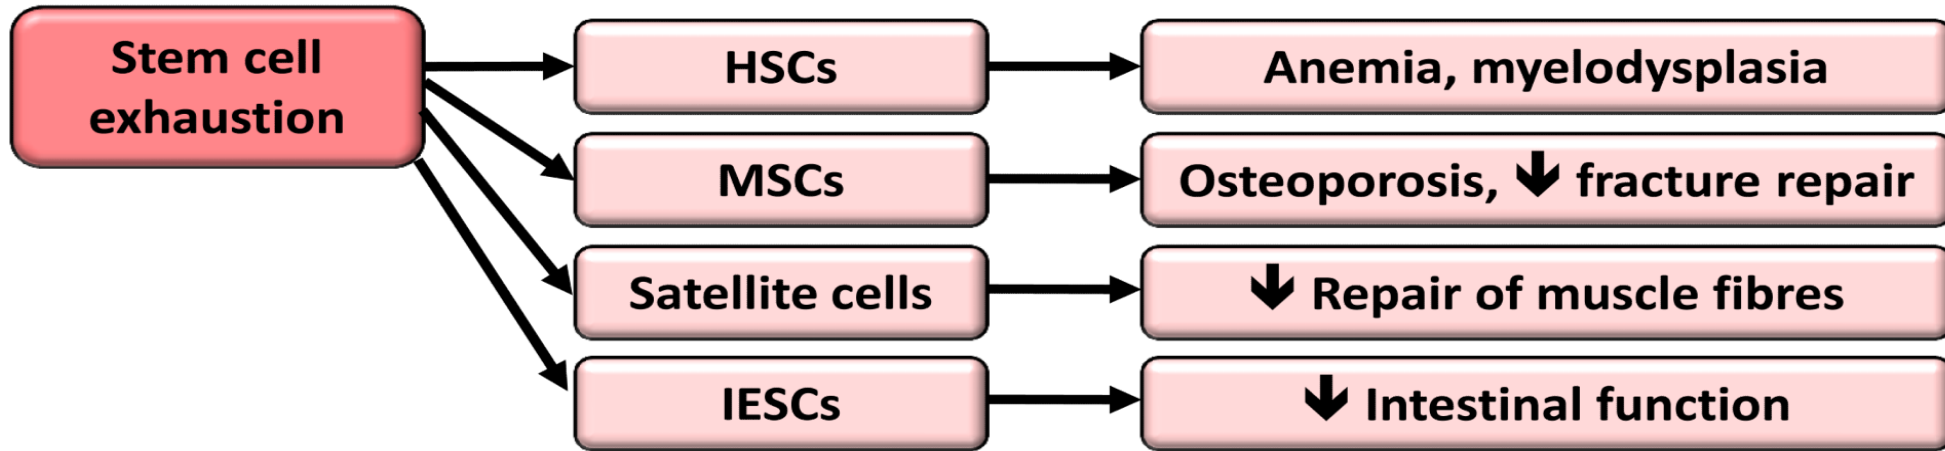 Stem cell
exhaustion
HSCs
Anemia, myelodysplasia
MSCs
Osteoporosis, 🡫 fracture repair
Satellite cells
🡫 Repair of muscle fibres
IESCs
🡫 Intestinal function